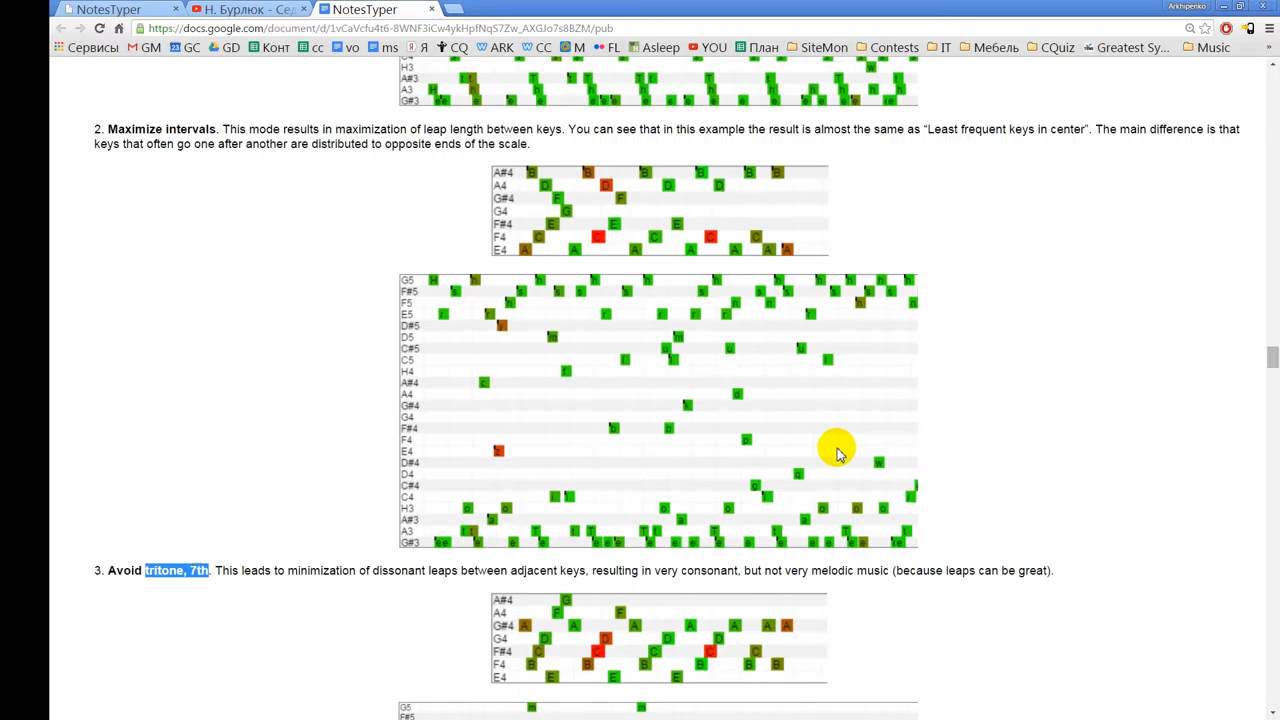 NotesTyper
Н. Бурлюк - Сед
NotesTyper
Arkhipenko
https://docs.google.com/document/d/1vCaVcfu4t6-8WNF3iCw4ykHpfNqS7Zw_AXGJo7s8BZM/pub
Сервисы GM GC GD Конт cc vo ms Я CQ ARK CC M FL Asleep YOU План SiteMon Contests IT Мебель CQuiz Greatest Sy... Music
H3
A#3
A3
G#3
2. Maximize intervals. This mode results in maximization of leap length between keys. You can see that in this example the result is almost the same as “Least frequent keys in center”. The main difference is that
keys that often go one after another are distributed to opposite ends of the scale.
A#4 B B B B B B
A4 D D D D
G#4 F F
G4 G
F#4 E E E
F4 C C C C C
E4 A A A A A A A
G5 H h h h h h h h h h
F#5
F5
E5
D#5
D5 m m
C#5 u u u
C5
H4 f
A#4 c
A4 d
G#4 k
G4
F#4 b b
F4 p
E4 z
D#4 w
D4 q
C#4
C4
H3 o o o o o o o
A#3 a a a
A3
G#3
3. Avoid tritone, 7th. This leads to minimization of dissonant leaps between adjacent keys, resulting in very consonant, but not very melodic music (because leaps can be great).
A#4 G
A4 F F
G#4 A A A A A A A
G4 D D D D
F#4 C C C C C
F4 B B B B B B
E4 E E E
G5 m m
F#5